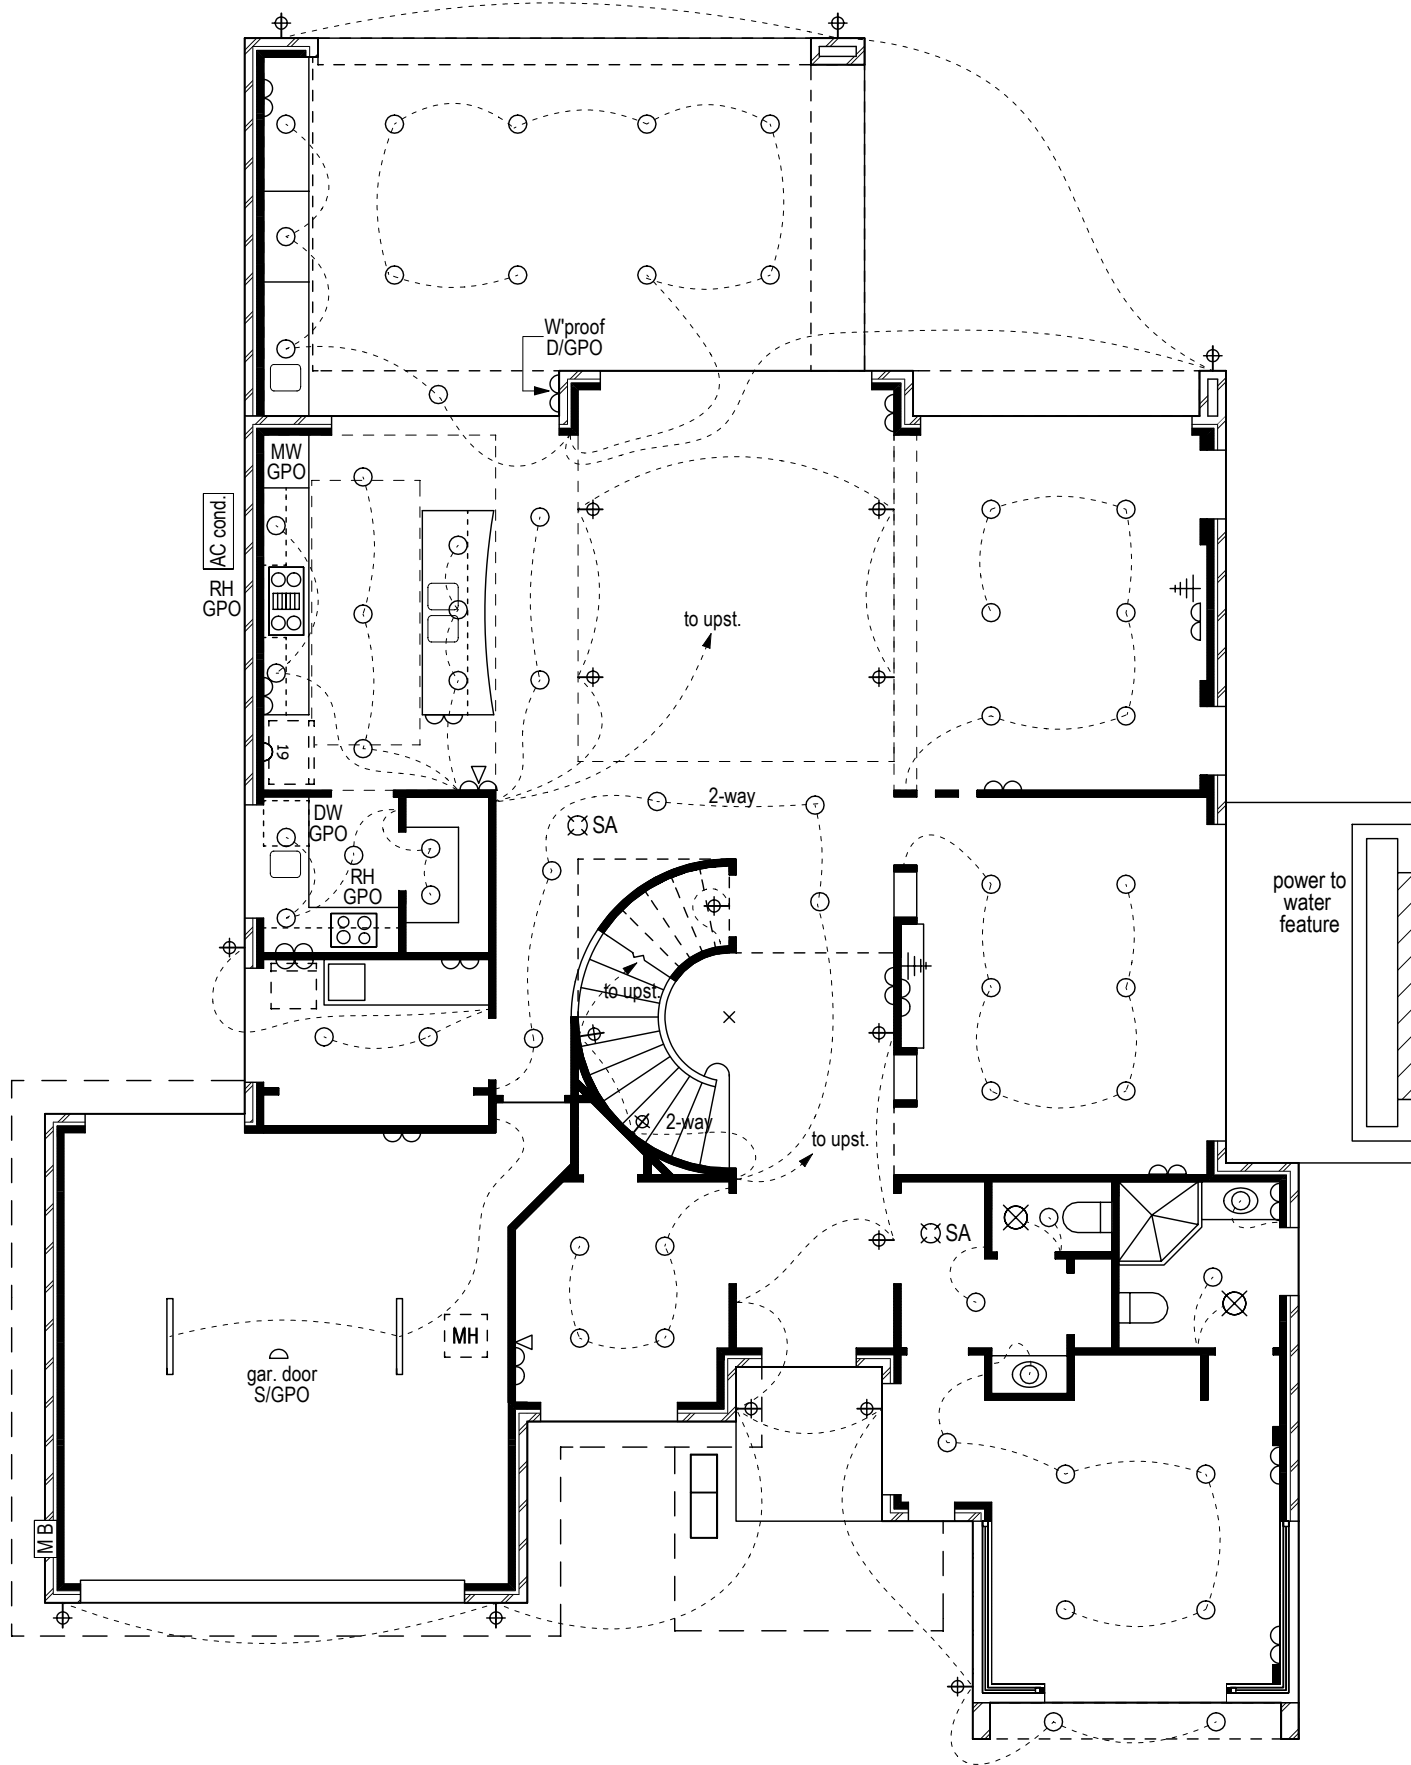 W'proof
D/GPO
MW
GPO
AC cond.
RH
GPO
to upst.
19
DW
GPO
2-way
SA
RH
GPO
power to
water
feature
to upst.
2-way
to upst.
SA
MH
gar. door
S/GPO
M B